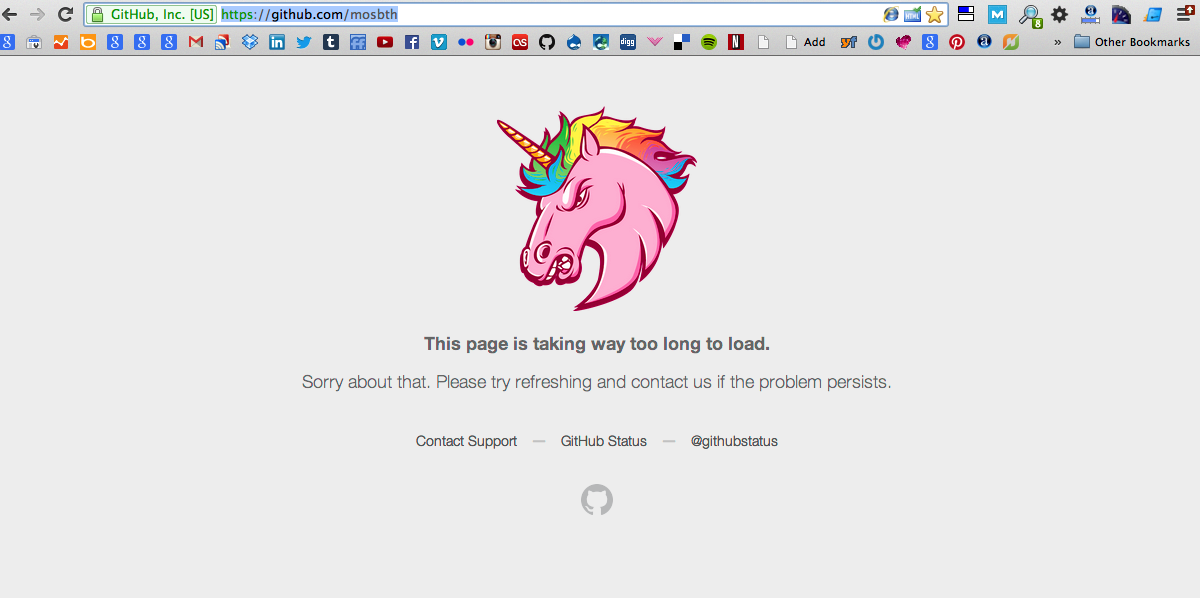 GitHub, Inc. [US] https://github.com/mosbth
8
Add
Other Bookmarks
This page is taking way too long to load.
Sorry about that. Please try refreshing and contact us if the problem persists.
Contact Support — GitHub Status — @githubstatus